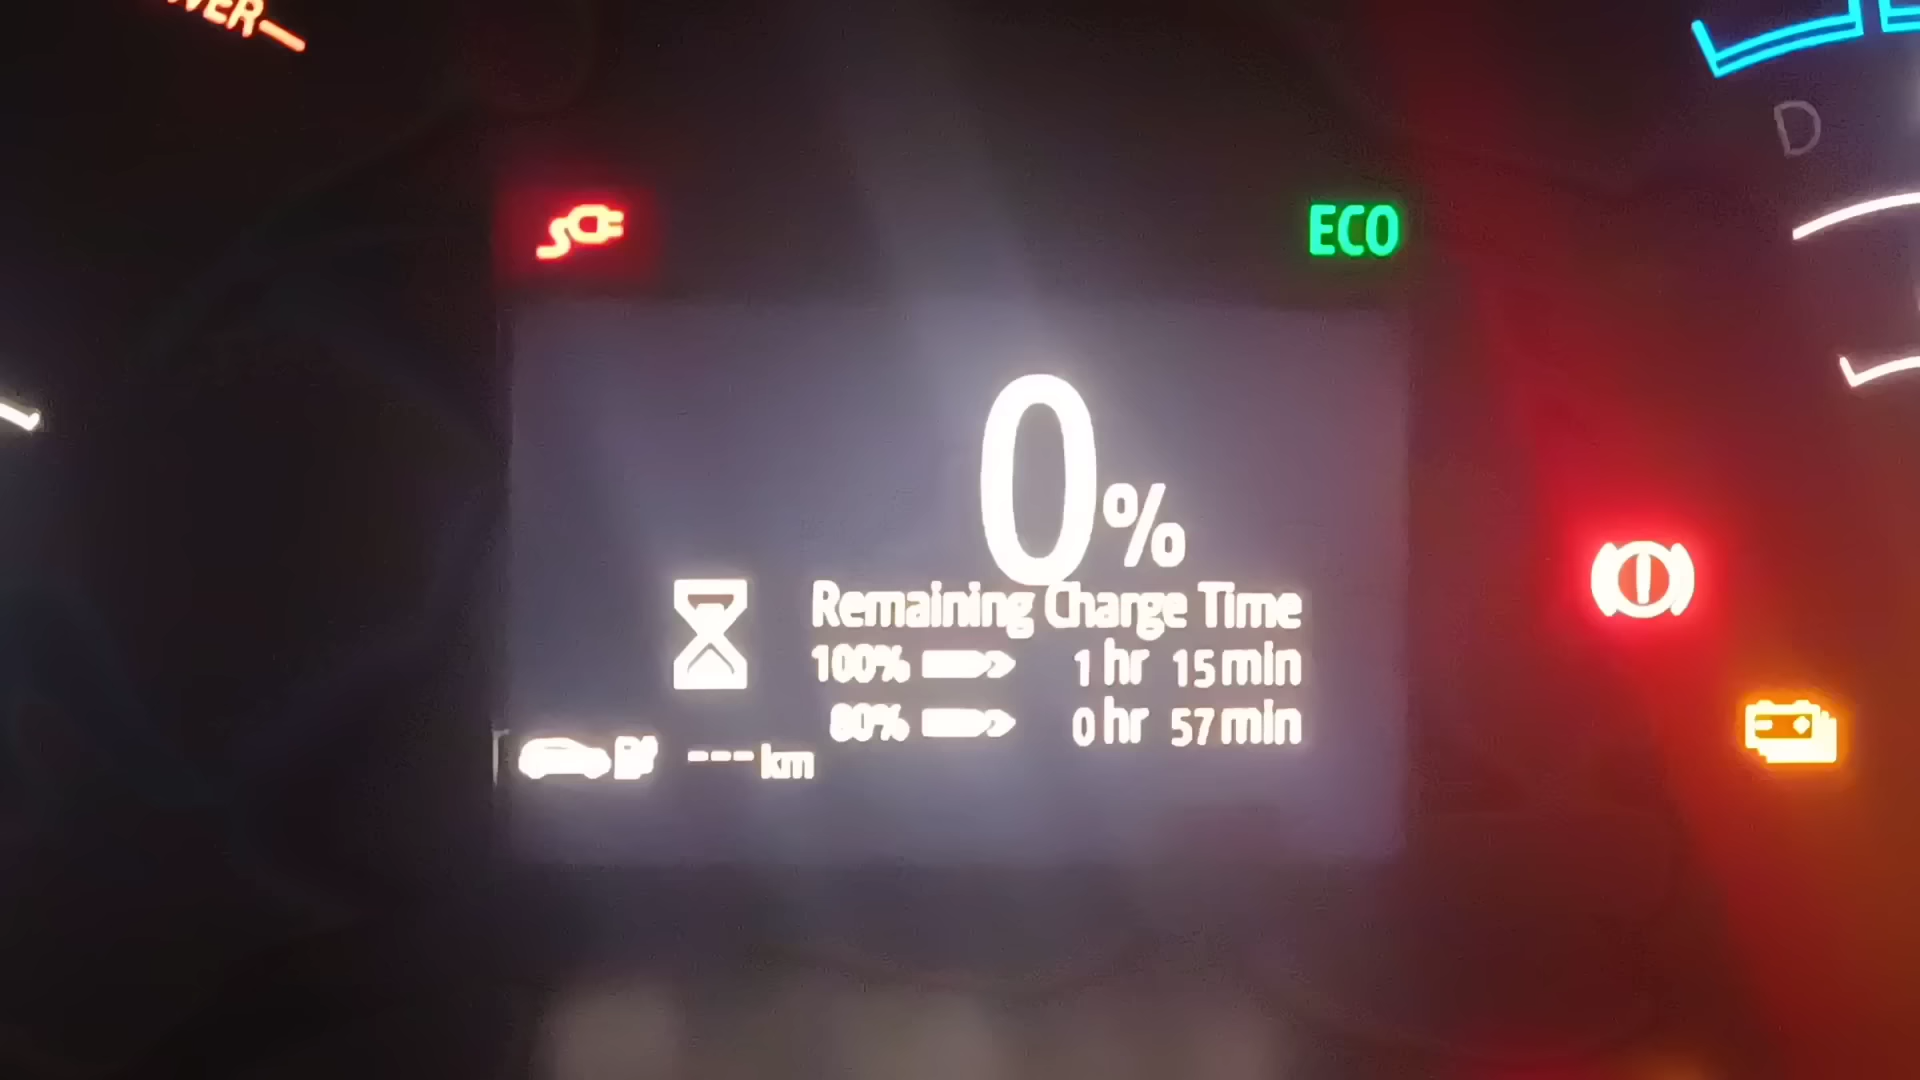 ECO
D
0%
Remaining Charge Time
100% 1 hr 15 min
80% 0 hr 57 min
--- km